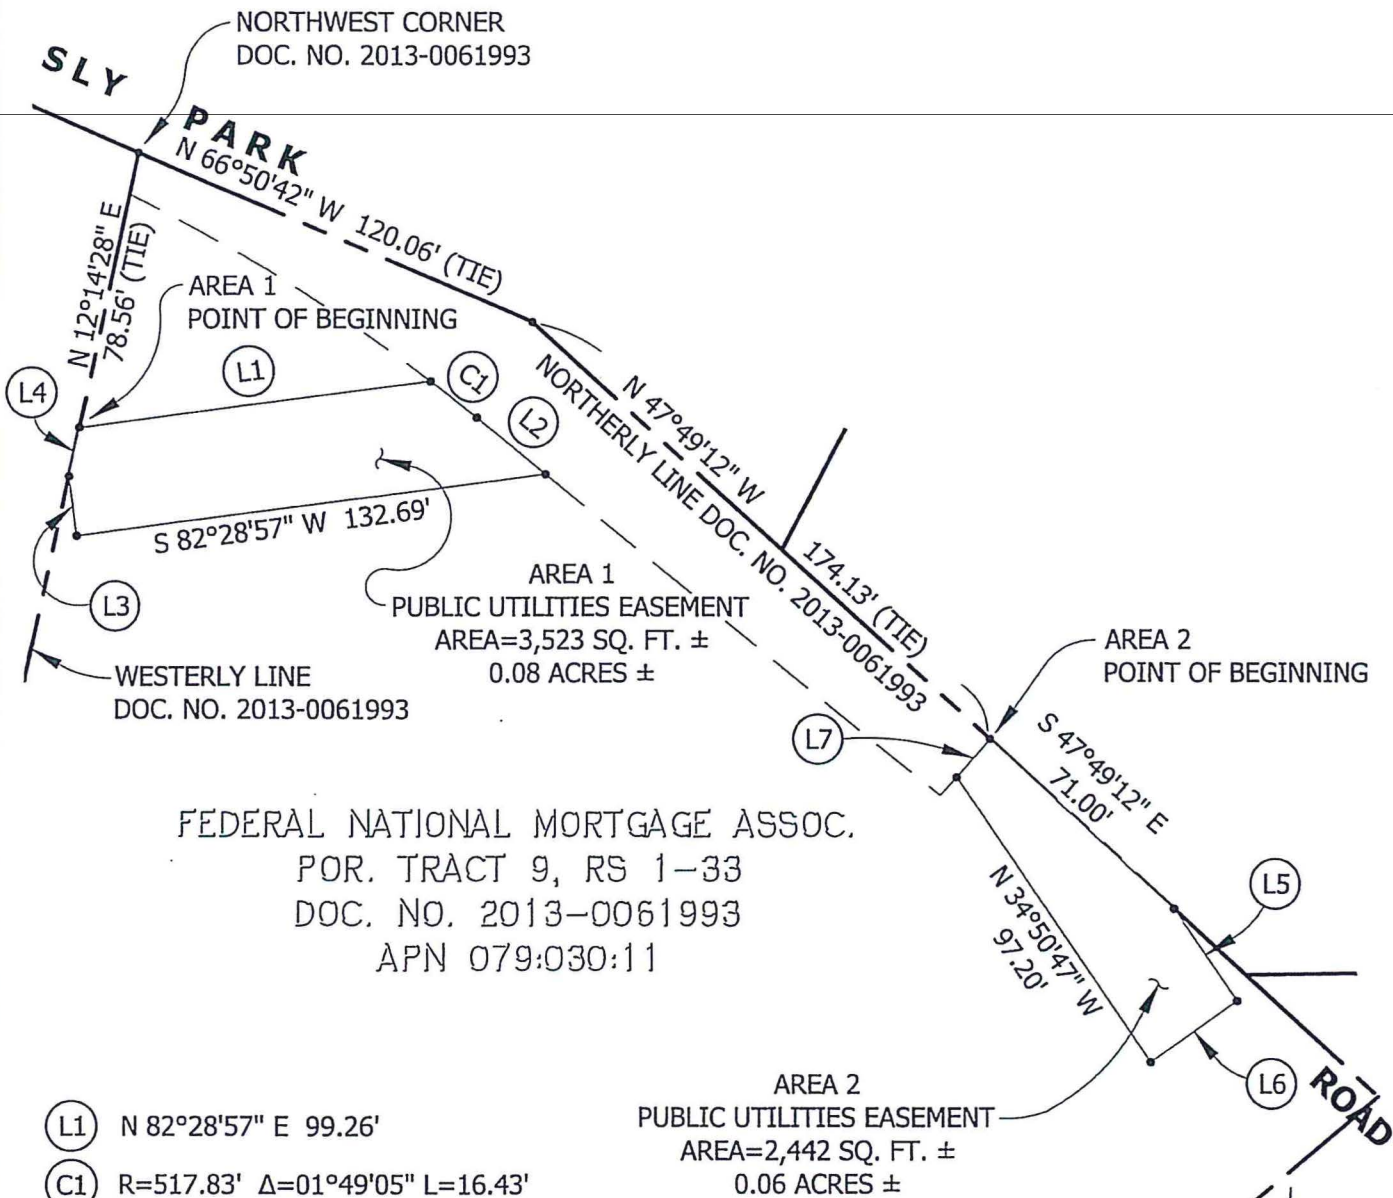 NORTHWEST CORNER
DOC. NO. 2013-0061993
SLY PARK
N 66°50'42" W 120.06' (TIE)
N 12°14'28" E
78.56' (TIE)
AREA 1
POINT OF BEGINNING
L1
C1
L2
L4
L3
S 82°28'57" W 132.69'
N 47°49'12" W 174.13' (TIE)
NORTHERLY LINE DOC. NO. 2013-0061993
AREA 1
PUBLIC UTILITIES EASEMENT
AREA=3,523 SQ. FT. ±
0.08 ACRES ±
WESTERLY LINE
DOC. NO. 2013-0061993
AREA 2
POINT OF BEGINNING
L7
S 47°49'12" E
71.00'
FEDERAL NATIONAL MORTGAGE ASSOC.
POR. TRACT 9, RS 1-33
DOC. NO. 2013-0061993
APN 079:030:11
N 34°50'47" W
97.20'
L5
L6
ROAD
AREA 2
PUBLIC UTILITIES EASEMENT
AREA=2,442 SQ. FT. ±
0.06 ACRES ±
L1 N 82°28'57" E 99.26'
C1 R=517.83' Δ=01°49'05" L=16.43'